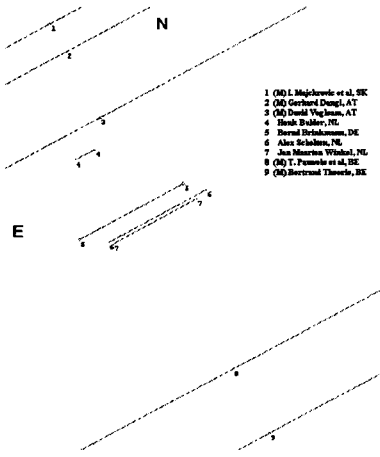 N
1
2
3
4 4
1 (M) I. Majchrovic et al, SK
2 (M) Gerhard Dangl, AT
3 (M) David Voglsam, AT
4 Henk Bulder, NL
5 Bernd Brinkmann, DE
6 Alex Scholten, NL
7 Jan Maarten Winkel, NL
8 (M) T. Pauwels et al, BE
9 (M) Bertrand Thooris, BE
5
6
7
E
5
6
7
8
9